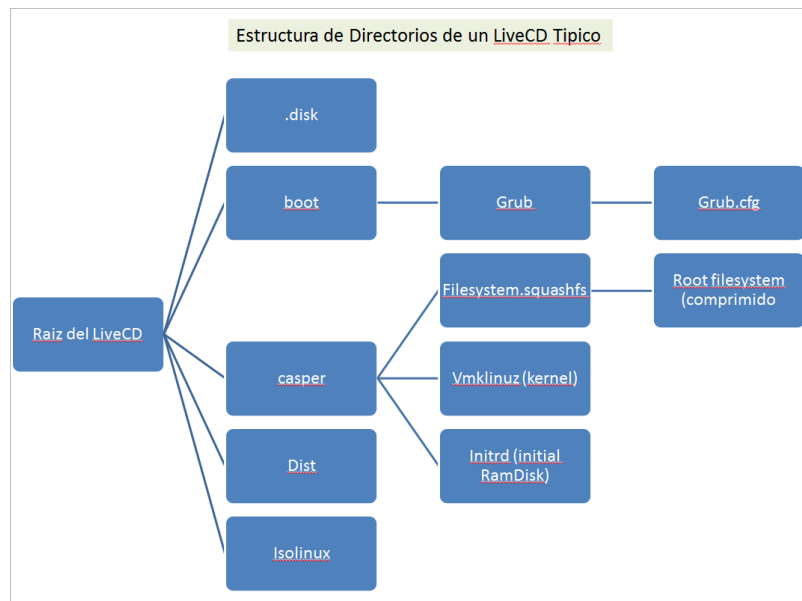 Estructura de Directorios de un LiveCD Tipico
.disk
boot
Grub
Grub.cfg
Filesystem.squashfs
Root filesystem
(comprimido
Raiz del LiveCD
casper
Vmklinuz (kernel)
Dist
Initrd (initial
RamDisk)
Isolinux